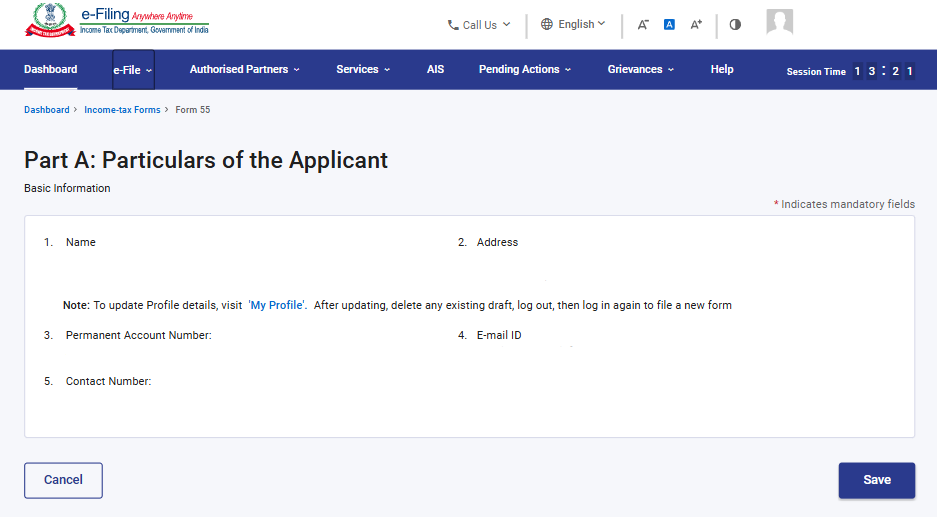 e-Filing Anywhere Anytime
Income Tax Department, Government of India
Call Us
English
A-
A
A+
Dashboard
e-File
Authorised Partners
Services
AIS
Pending Actions
Grievances
Help
Session Time 1 3 : 2 1
Dashboard > Income-tax Forms > Form 55
Part A: Particulars of the Applicant
Basic Information
* Indicates mandatory fields
1. Name
2. Address
Note: To update Profile details, visit 'My Profile'. After updating, delete any existing draft, log out, then log in again to file a new form
3. Permanent Account Number:
4. E-mail ID
5. Contact Number:
Cancel
Save